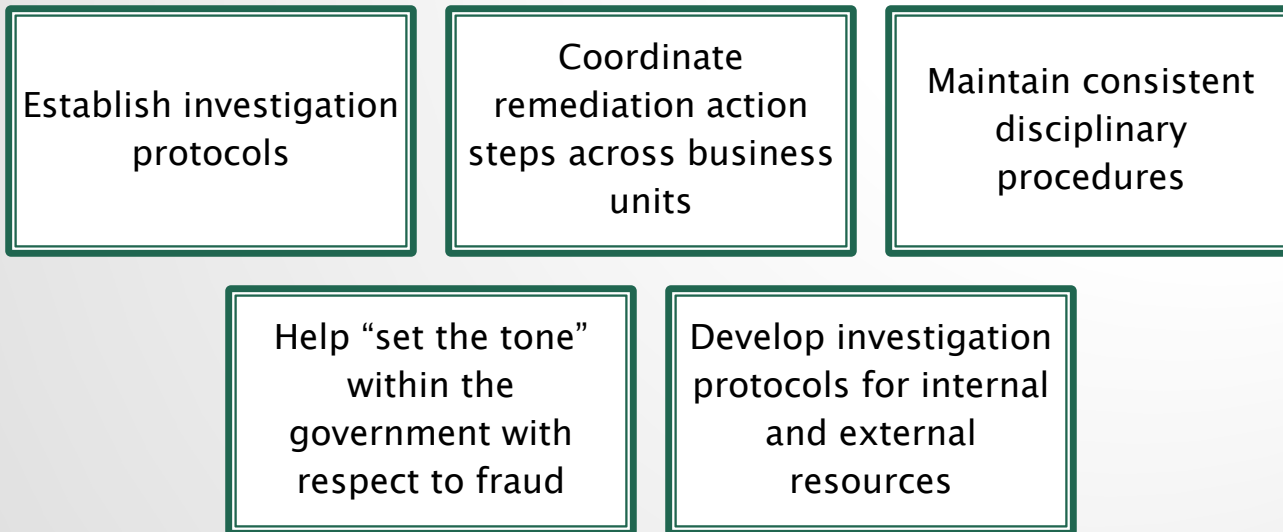 Establish investigation
protocols
Coordinate
remediation action
steps across business
units
Maintain consistent
disciplinary
procedures
Help “set the tone”
within the
government with
respect to fraud
Develop investigation
protocols for internal
and external
resources